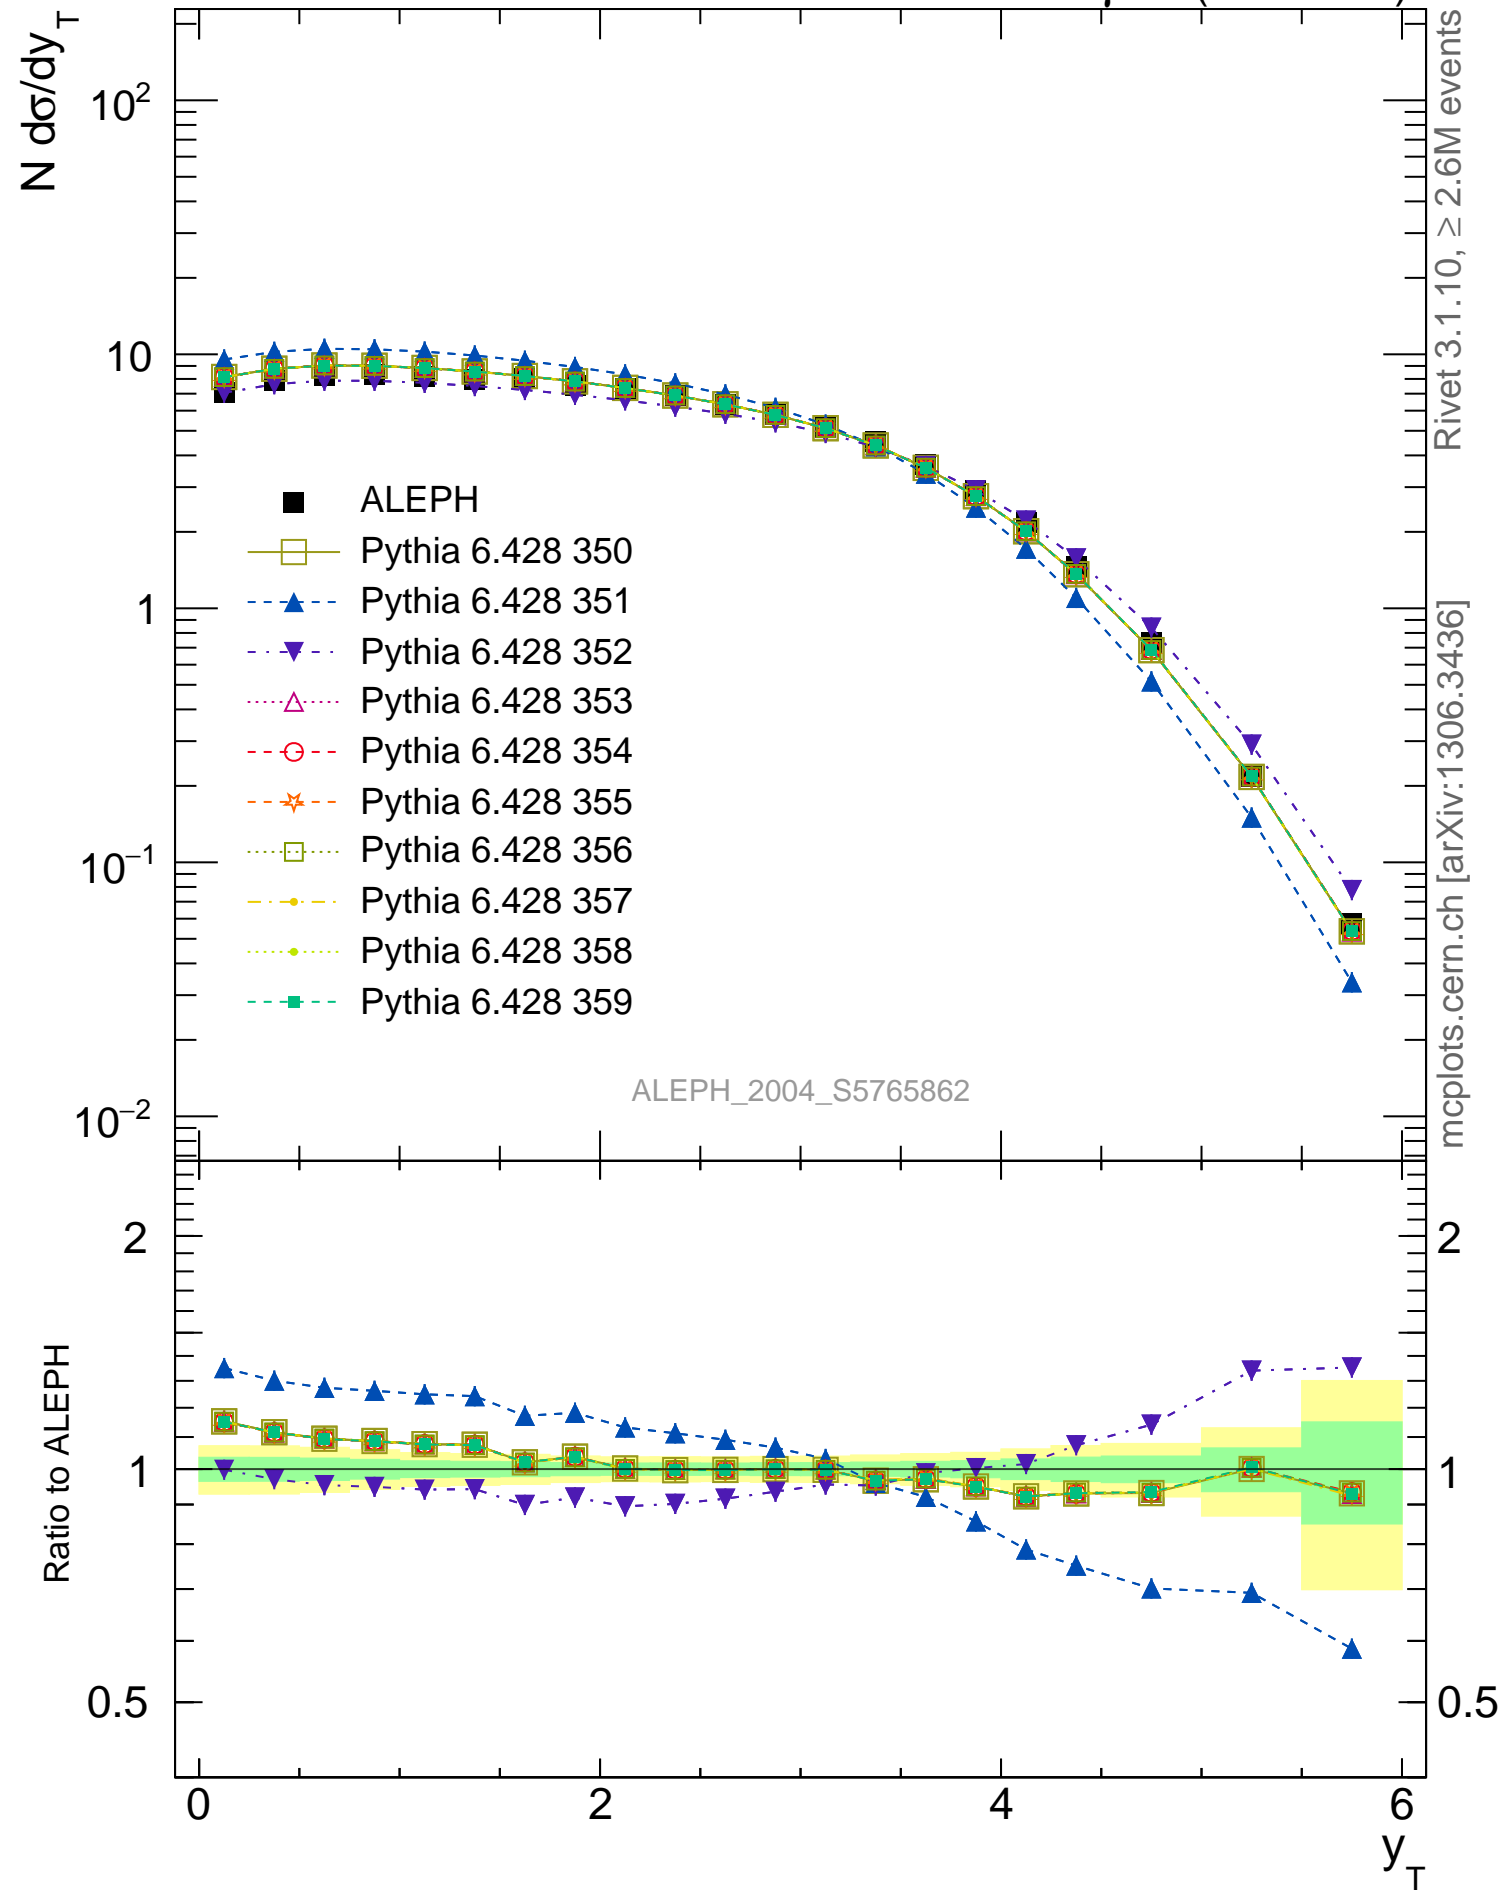 N dσ/dy_T
10²
10
1
10⁻¹
10⁻²
ALEPH
Pythia 6.428 350
Pythia 6.428 351
Pythia 6.428 352
Pythia 6.428 353
Pythia 6.428 354
Pythia 6.428 355
Pythia 6.428 356
Pythia 6.428 357
Pythia 6.428 358
Pythia 6.428 359
ALEPH_2004_S5765862
Rivet 3.1.10, ≥ 2.6M events
mcplots.cern.ch [arXiv:1306.3436]
Ratio to ALEPH
2
1
0.5
2
1
0.5
0
2
4
6
y_T